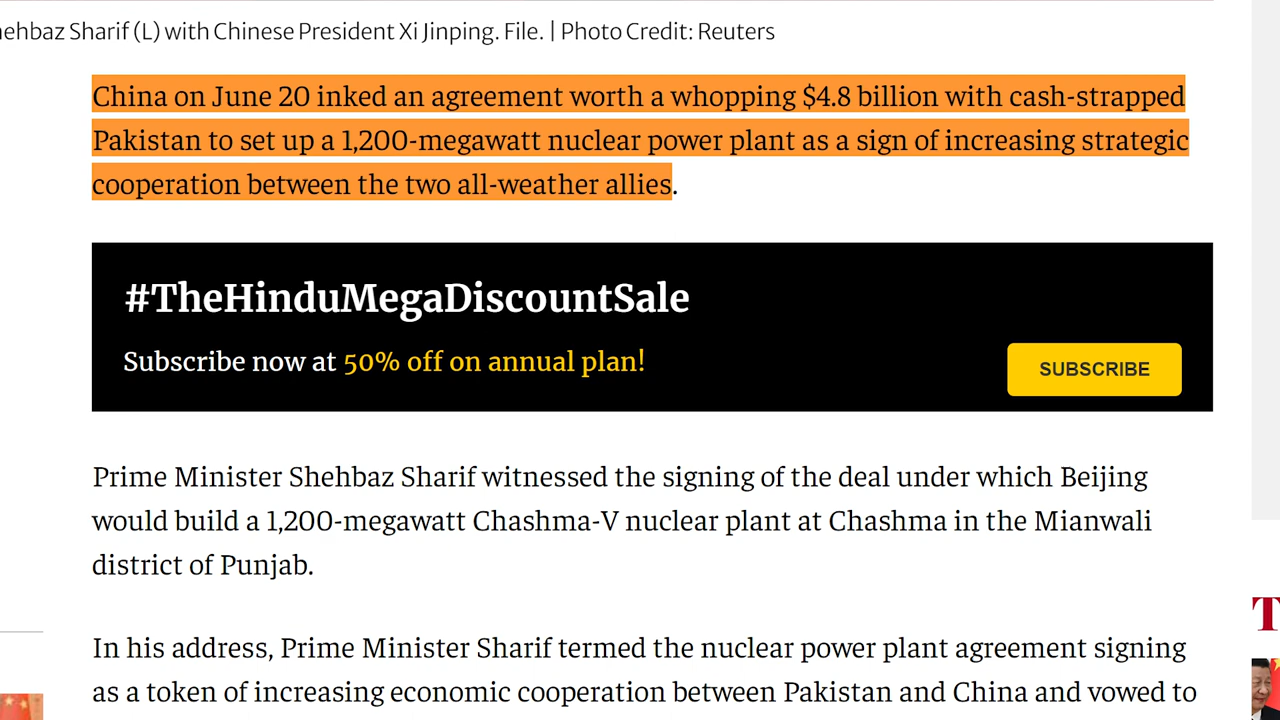 ehbaz Sharif (L) with Chinese President Xi Jinping. File. | Photo Credit: Reuters
China on June 20 inked an agreement worth a whopping $4.8 billion with cash-strapped
Pakistan to set up a 1,200-megawatt nuclear power plant as a sign of increasing strategic
cooperation between the two all-weather allies.
#TheHinduMegaDiscountSale
Subscribe now at 50% off on annual plan!
SUBSCRIBE
Prime Minister Shehbaz Sharif witnessed the signing of the deal under which Beijing
would build a 1,200-megawatt Chashma-V nuclear plant at Chashma in the Mianwali
district of Punjab.
T
In his address, Prime Minister Sharif termed the nuclear power plant agreement signing
as a token of increasing economic cooperation between Pakistan and China and vowed to